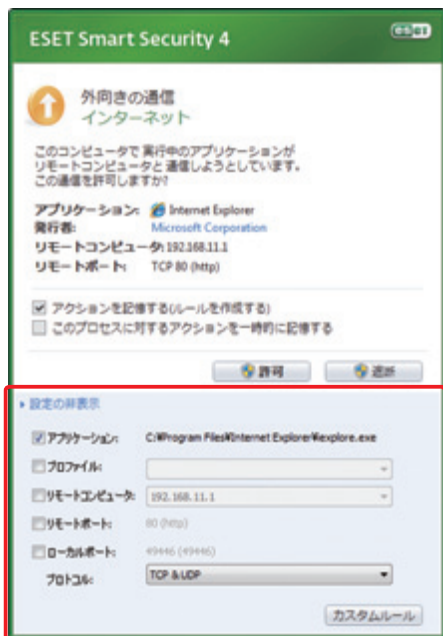 ESET Smart Security 4
eset
外向きの通信
インターネット
このコンピュータで実行中のアプリケーションが
リモートコンピュータと通信しようとしています。
この通信を許可しますか?
アプリケーション: Internet Explorer
発行者: Microsoft Corporation
リモートコンピュータ: 192.168.11.1
リモートポート: TCP 80 (http)
アクションを記憶する(ルールを作成する)
このプロセスに対するアクションを一時的に記憶する
許可 遮断
設定の非表示
アプリケーション: C:¥Program Files¥Internet Explorer¥iexplore.exe
プロファイル:
リモートコンピュータ: 192.168.11.1
リモートポート: 80 (http)
ローカルポート: 49446 (49446)
プロトコル: TCP & UDP
カスタムルール